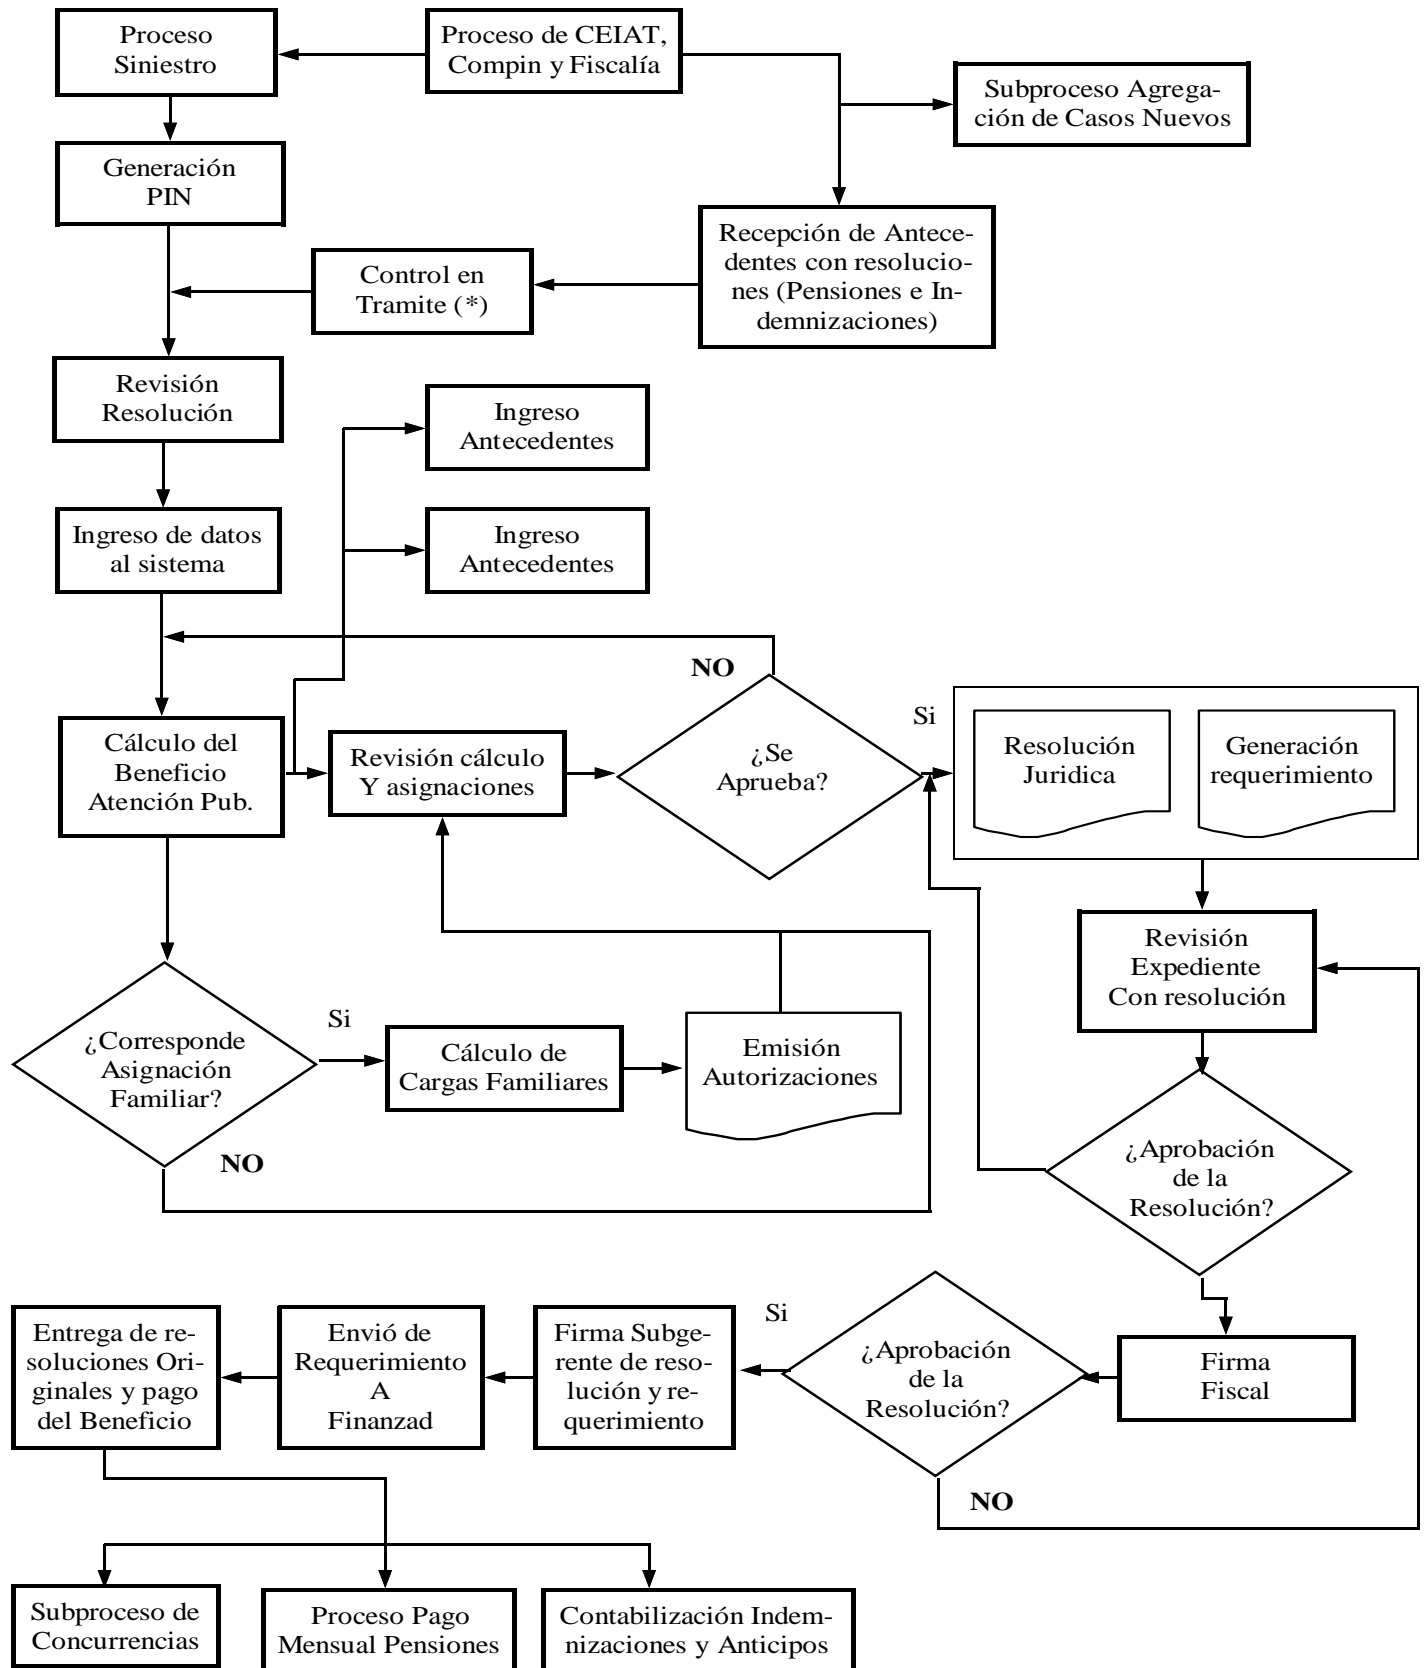 Proceso
Siniestro
Proceso de CEIAT,
Compin y Fiscalía
Subproceso Agrega-
ción de Casos Nuevos
Generación
PIN
Recepción de Antece-
dentes con resolucio-
nes (Pensiones e In-
demnizaciones)
Control en
Tramite (*)
Revisión
Resolución
Ingreso
Antecedentes
Ingreso de datos
al sistema
Ingreso
Antecedentes
NO
Si
Cálculo del
Beneficio
Atención Pub.
Revisión cálculo
Y asignaciones
¿Se
Aprueba?
Resolución
Juridica
Generación
requerimiento
Revisión
Expediente
Con resolución
¿Corresponde
Asignación
Familiar?
Si
Cálculo de
Cargas Familiares
Emisión
Autorizaciones
NO
¿Aprobación
de la
Resolución?
Entrega de re-
soluciones Ori-
ginales y pago
del Beneficio
Envió de
Requerimiento
A
Finanzad
Firma Subge-
rente de reso-
lución y re-
querimiento
Si
¿Aprobación
de la
Resolución?
Firma
Fiscal
NO
Subproceso de
Concurrencias
Proceso Pago
Mensual Pensiones
Contabilización Indem-
nizaciones y Anticipos